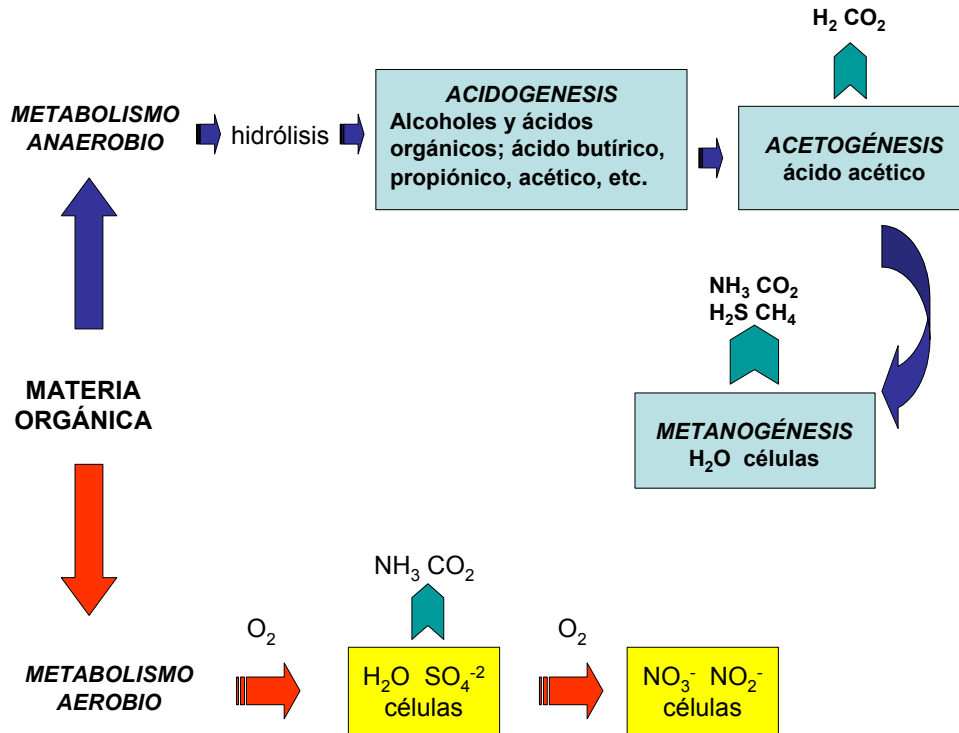 H₂ CO₂
METABOLISMO
ANAEROBIO
hidrólisis
ACIDOGENESIS
Alcoholes y ácidos
orgánicos; ácido butírico,
propiónico, acético, etc.
ACETOGÉNESIS
ácido acético
NH₃ CO₂
H₂S CH₄
MATERIA
ORGÁNICA
METANOGÉNESIS
H₂O células
NH₃ CO₂
O₂
O₂
METABOLISMO
AEROBIO
H₂O SO₄⁻²
células
NO₃⁻ NO₂⁻
células